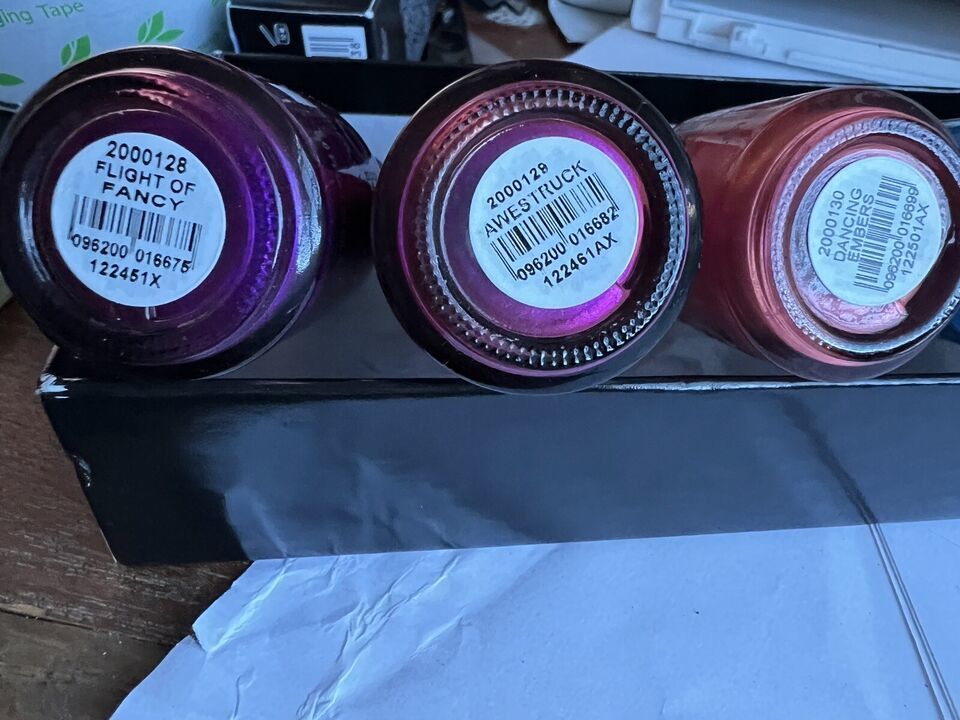 ging Tape
2000128
FLIGHT OF
FANCY
096200 016675
122451X
2000129
AWESTRUCK
096200 016682
122461AX
2000130
DANCING
EMBERS
096200 016699
122501AX